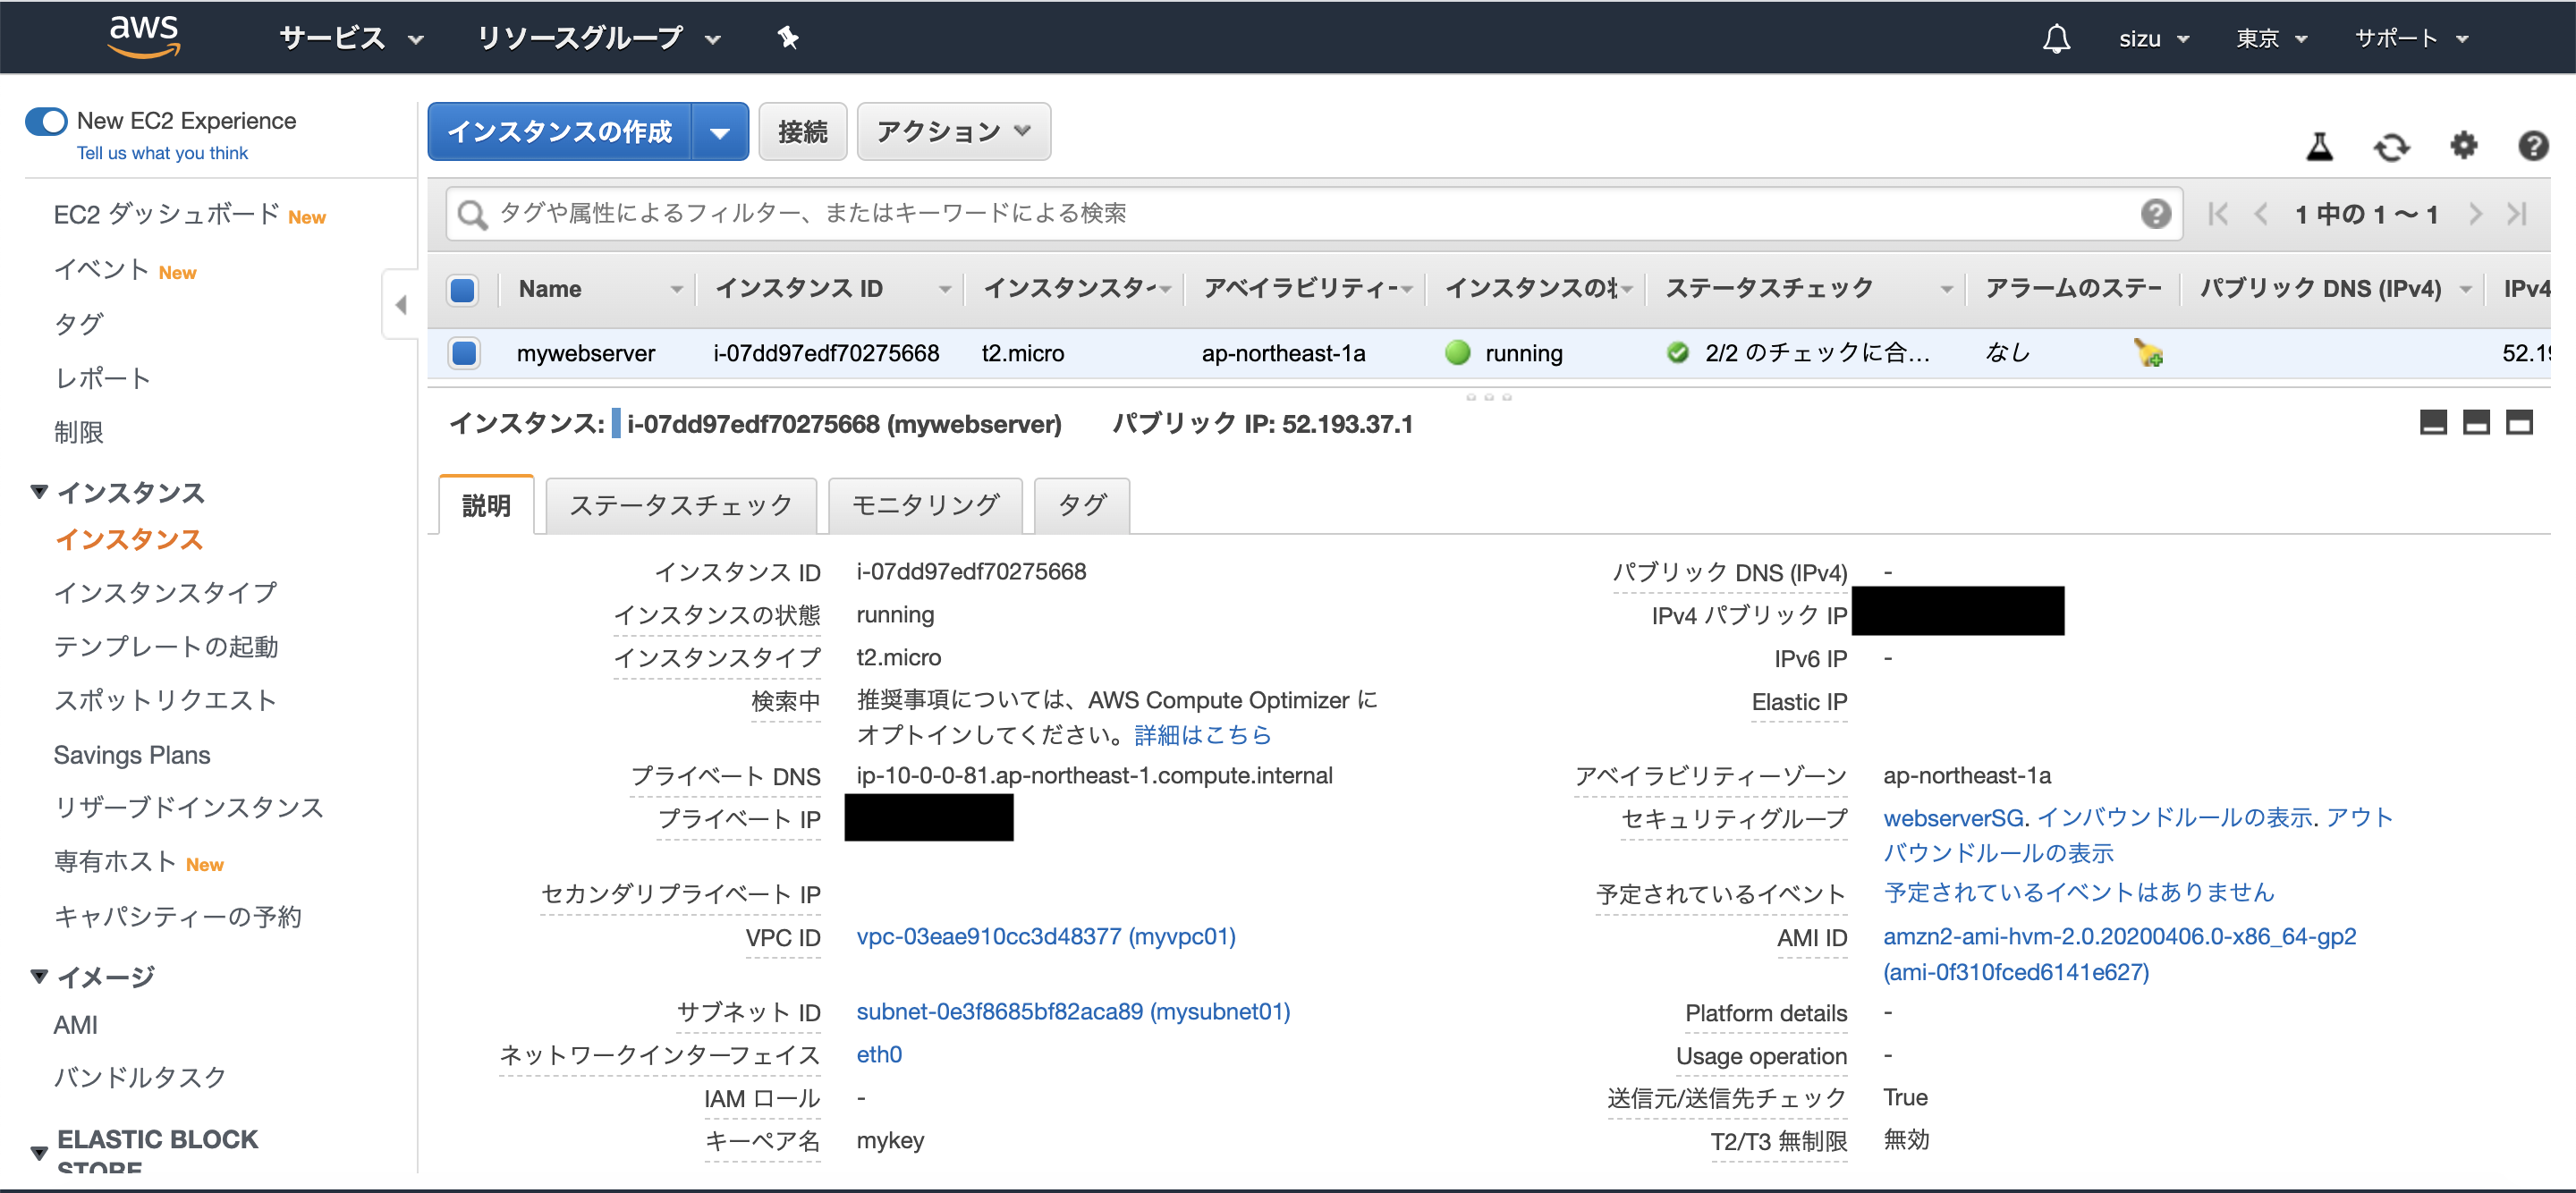 aws サービス リソースグループ sizu 東京 サポート
New EC2 Experience
Tell us what you think
EC2 ダッシュボード New
イベント New
タグ
レポート
制限
インスタンス
インスタンス
インスタンスタイプ
テンプレートの起動
スポットリクエスト
Savings Plans
リザーブドインスタンス
専有ホスト New
キャパシティーの予約
イメージ
AMI
バンドルタスク
ELASTIC BLOCK
STORE
インスタンスの作成 接続 アクション
タグや属性によるフィルター、またはキーワードによる検索
1 中の 1 ~ 1
Name インスタンス ID インスタンスタ アベイラビリティー インスタンスの ステータスチェック アラームのステー パブリック DNS (IPv4) IPv4
mywebserver i-07dd97edf70275668 t2.micro ap-northeast-1a running 2/2 のチェックに合... なし 52.19
インスタンス: i-07dd97edf70275668 (mywebserver) パブリック IP: 52.193.37.1
説明 ステータスチェック モニタリング タグ
インスタンス ID i-07dd97edf70275668
インスタンスの状態 running
インスタンスタイプ t2.micro
検索中 推奨事項については、AWS Compute Optimizer に
オプトインしてください。詳細はこちら
プライベート DNS ip-10-0-0-81.ap-northeast-1.compute.internal
プライベート IP
セカンダリプライベート IP
VPC ID vpc-03eae910cc3d48377 (myvpc01)
サブネット ID subnet-0e3f8685bf82aca89 (mysubnet01)
ネットワークインターフェイス eth0
IAM ロール -
キーペア名 mykey
パブリック DNS (IPv4) -
IPv4 パブリック IP
IPv6 IP -
Elastic IP
アベイラビリティーゾーン ap-northeast-1a
セキュリティグループ webserverSG. インバウンドルールの表示. アウト
バウンドルールの表示
予定されているイベント 予定されているイベントはありません
AMI ID amzn2-ami-hvm-2.0.20200406.0-x86_64-gp2
(ami-0f310fced6141e627)
Platform details -
Usage operation -
送信元/送信先チェック True
T2/T3 無制限 無効